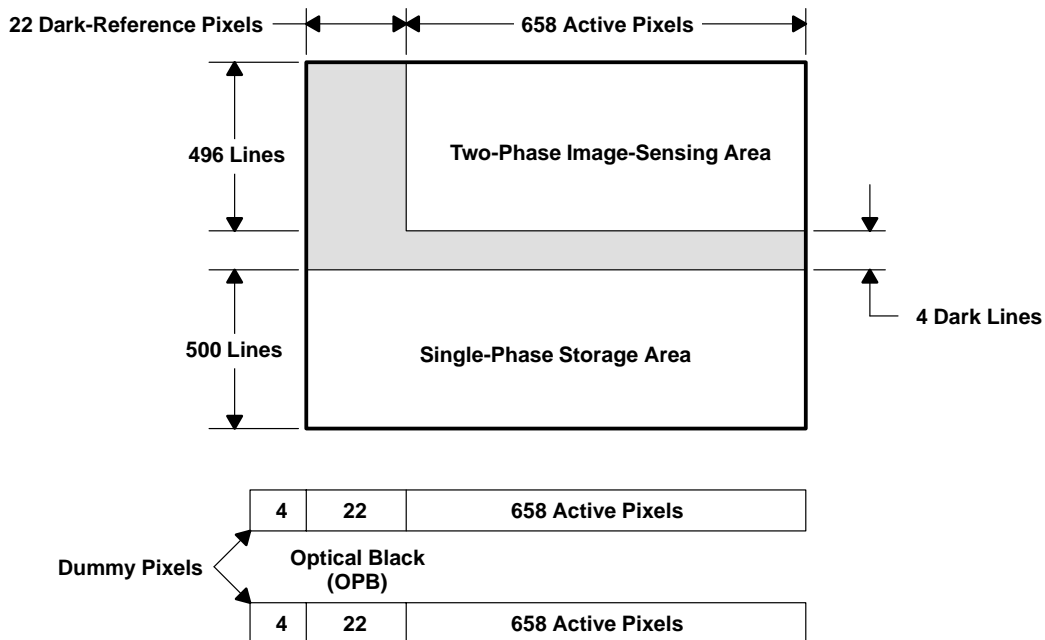 22 Dark-Reference Pixels
658 Active Pixels
496 Lines
Two-Phase Image-Sensing Area
4 Dark Lines
500 Lines
Single-Phase Storage Area
4 22 658 Active Pixels
Dummy Pixels
Optical Black
(OPB)
4 22 658 Active Pixels